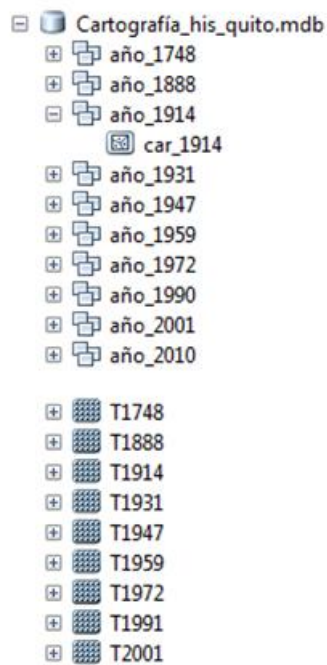 Cartografía_his_quito.mdb
año_1748
año_1888
año_1914
car_1914
año_1931
año_1947
año_1959
año_1972
año_1990
año_2001
año_2010
T1748
T1888
T1914
T1931
T1947
T1959
T1972
T1991
T2001